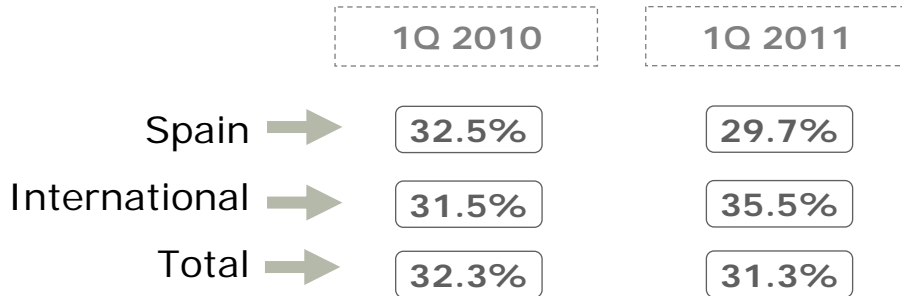 1Q 2010 1Q 2011
Spain 32.5% 29.7%
International 31.5% 35.5%
Total 32.3% 31.3%